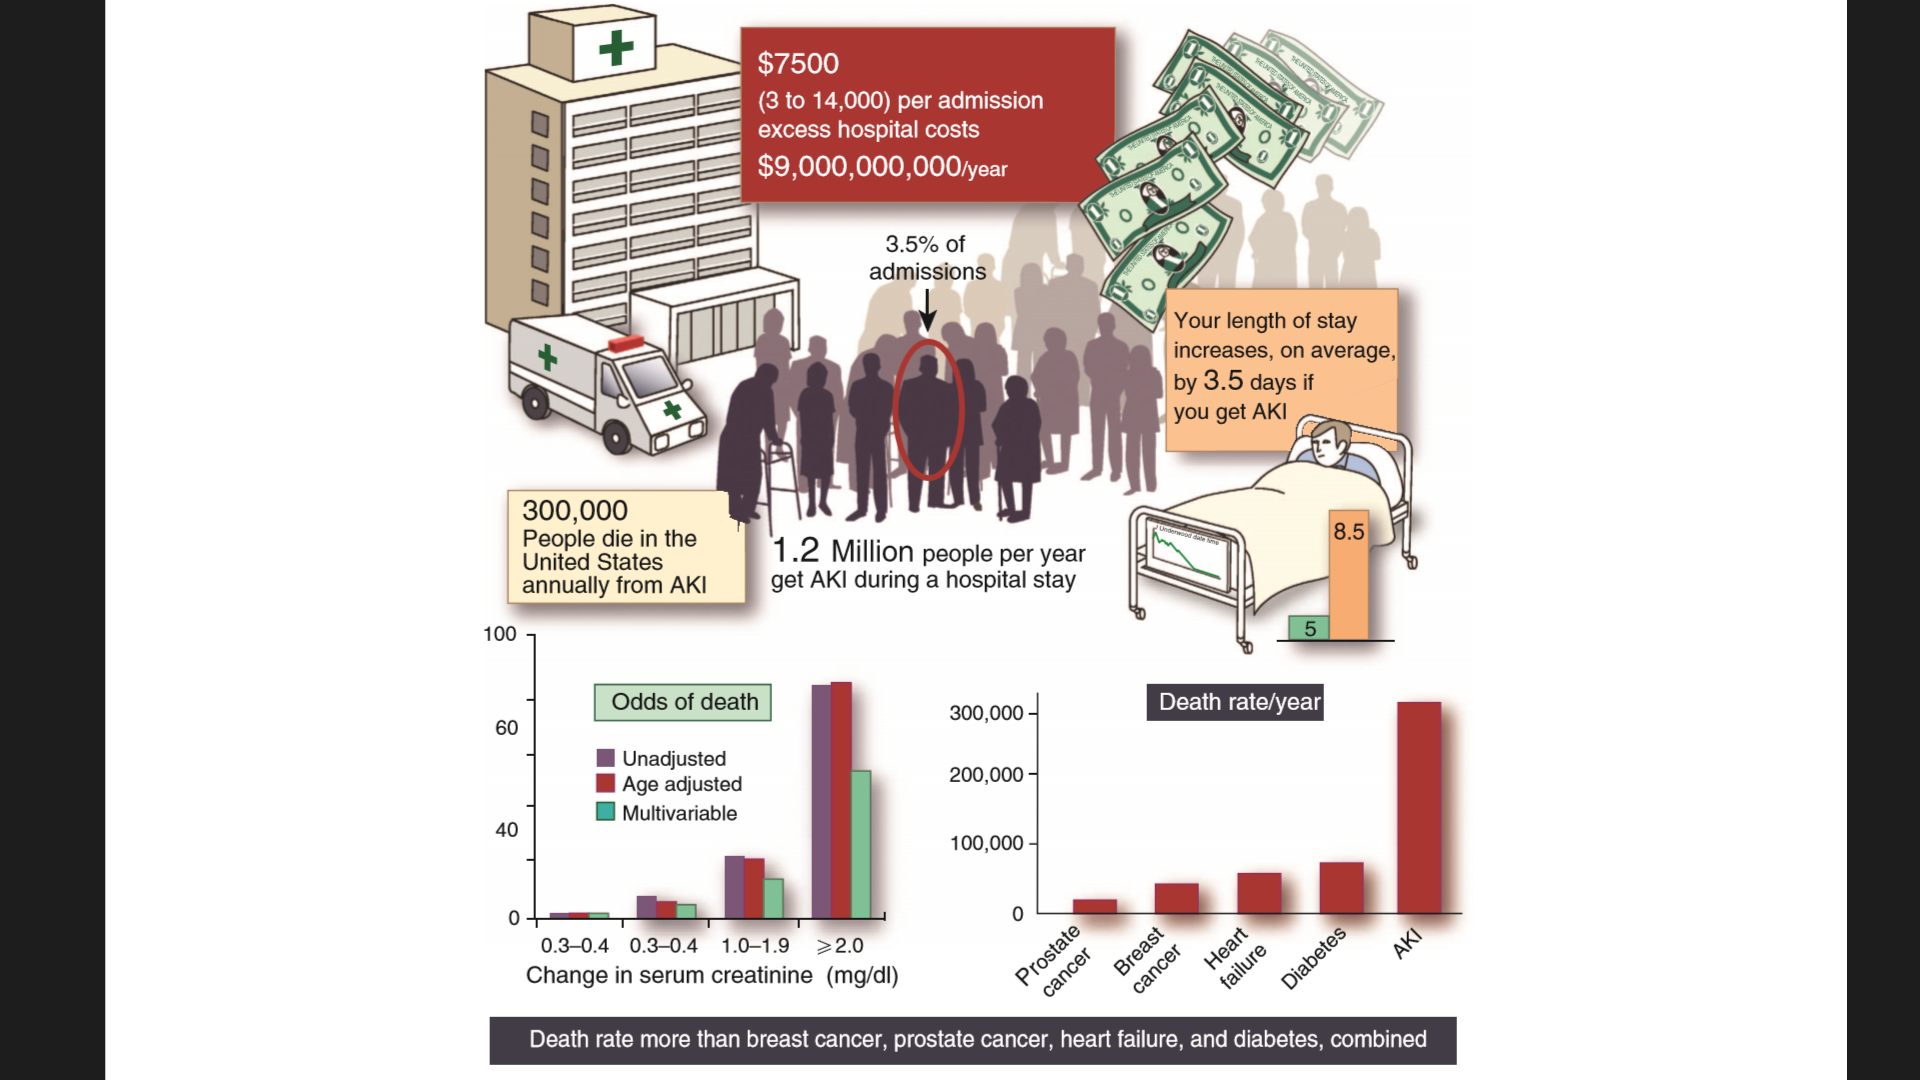 $7500
(3 to 14,000) per admission
excess hospital costs
$9,000,000,000/year
3.5% of
admissions
Your length of stay
increases, on average,
by 3.5 days if
you get AKI
300,000
People die in the
United States
annually from AKI
1.2 Million people per year
get AKI during a hospital stay
8.5
5
Odds of death
Unadjusted
Age adjusted
Multivariable
100
60
40
0
0.3–0.4 0.3–0.4 1.0–1.9 ⩾2.0
Change in serum creatinine (mg/dl)
Death rate/year
300,000
200,000
100,000
0
Prostate
cancer
Breast
cancer
Heart
failure
Diabetes
AKI
Death rate more than breast cancer, prostate cancer, heart failure, and diabetes, combined